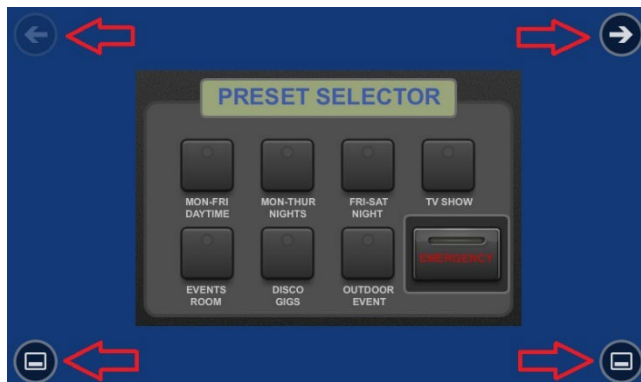 PRESET SELECTOR
MON-FRI
DAYTIME
MON-THUR
NIGHTS
FRI-SAT
NIGHT
TV SHOW
EVENTS
ROOM
DISCO
GIGS
OUTDOOR
EVENT
EMERGENCY